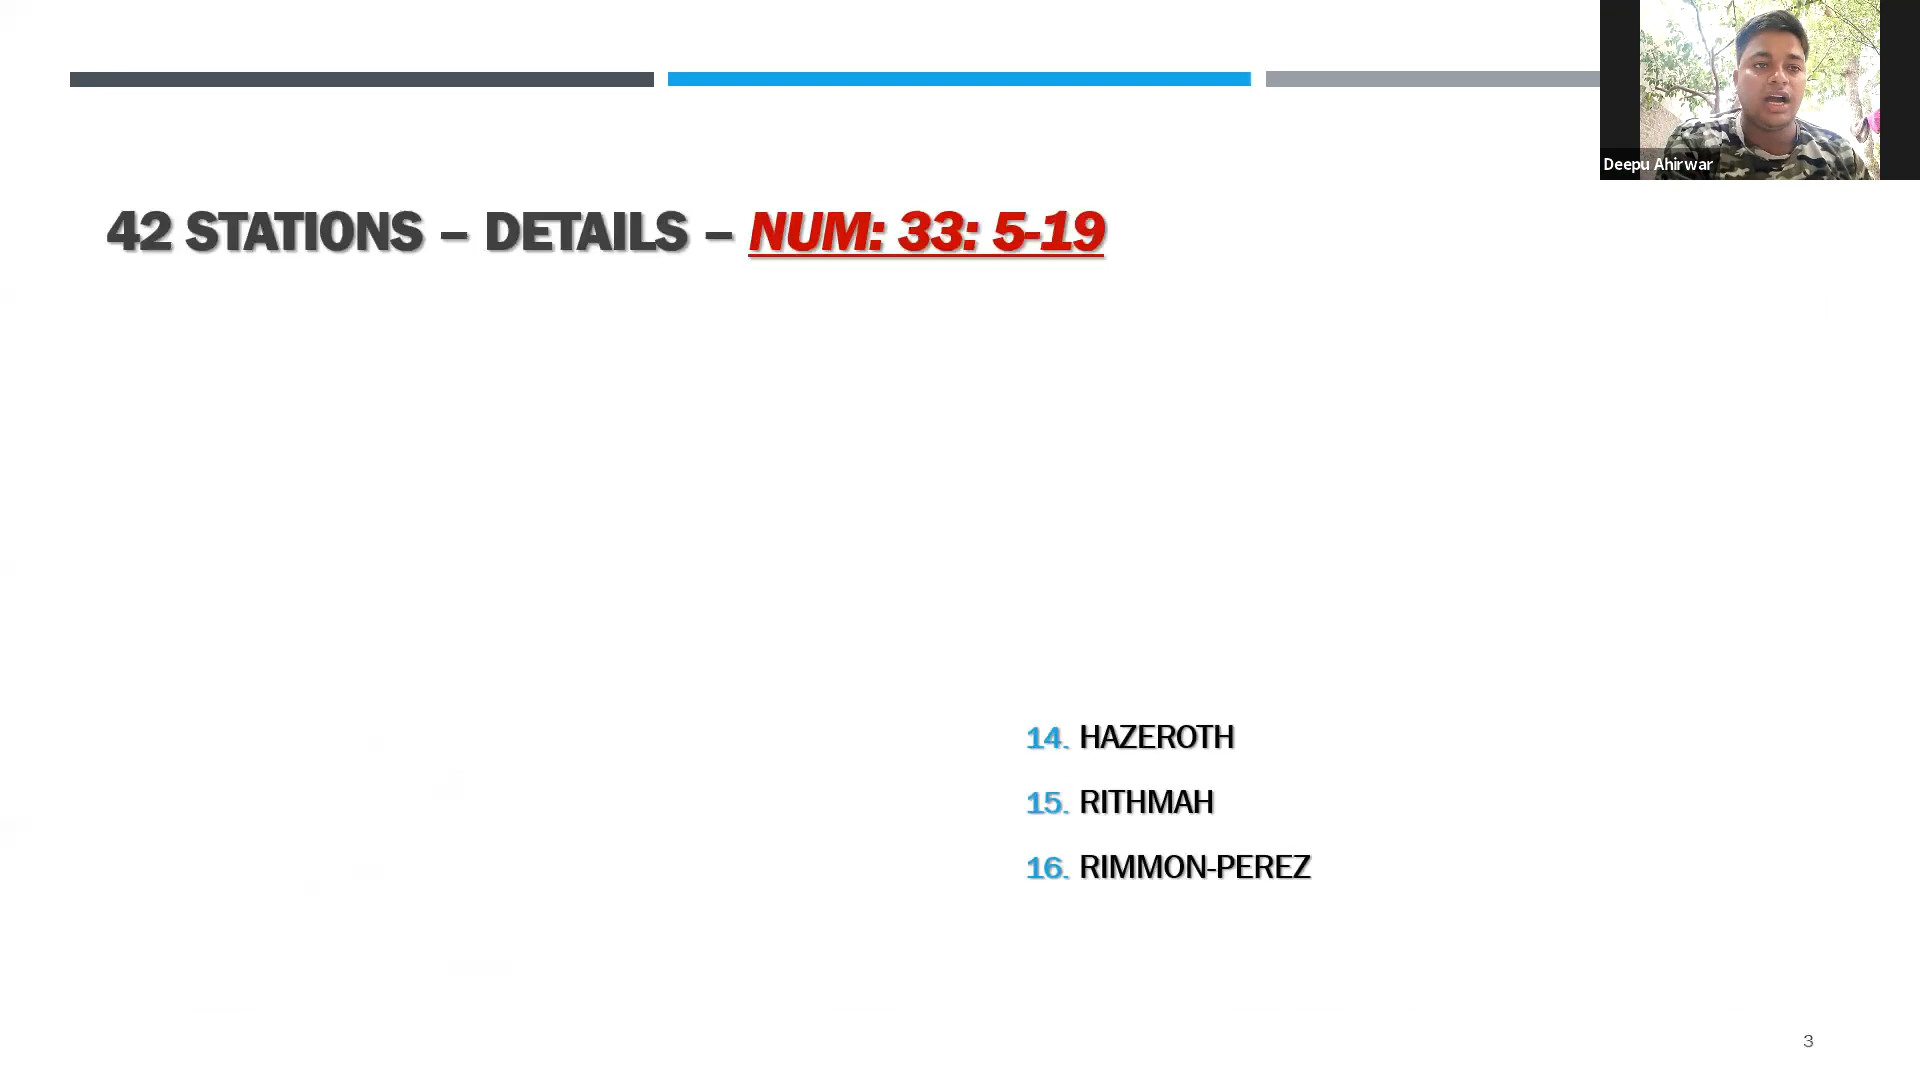 Deepu Ahirwar
42 STATIONS – DETAILS – NUM: 33: 5-19
14. HAZEROTH
15. RITHMAH
16. RIMMON-PEREZ
3